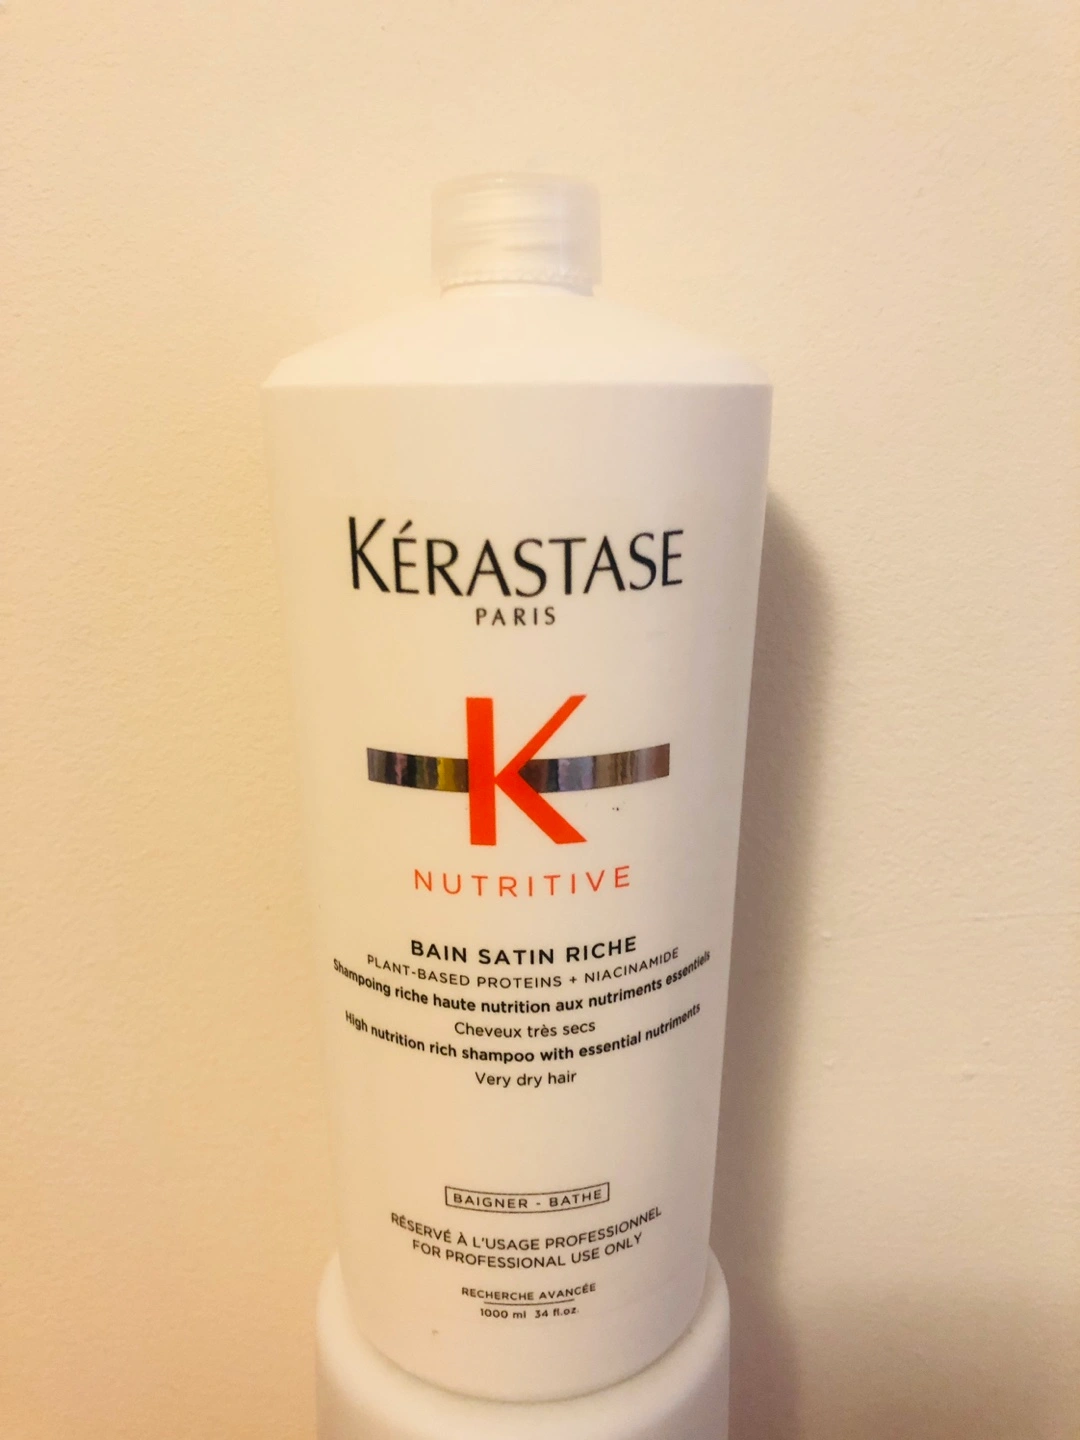 KÉRASTASE
PARIS
K
NUTRITIVE
BAIN SATIN RICHE
PLANT-BASED PROTEINS + NIACINAMIDE
Shampoing riche haute nutrition aux nutriments essentiels
Cheveux très secs
High nutrition rich shampoo with essential nutriments
Very dry hair
BAIGNER - BATHE
RÉSERVÉ À L'USAGE PROFESSIONNEL
FOR PROFESSIONAL USE ONLY
RECHERCHE AVANCÉE
1000 ml 34 fl.oz.